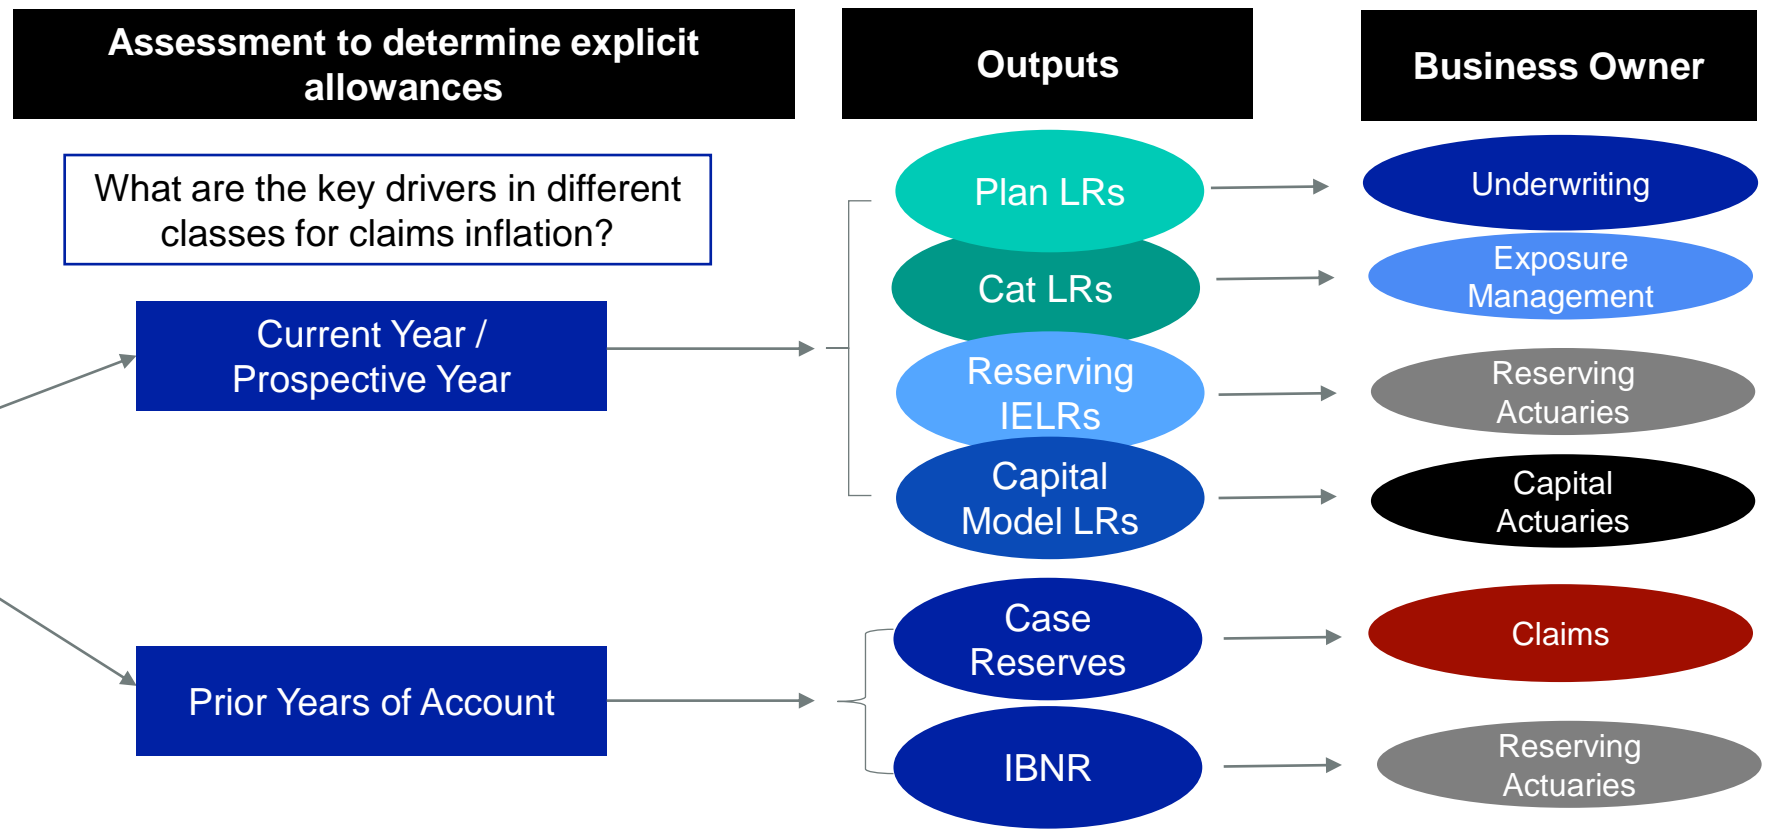 Assessment to determine explicit
allowances
Outputs
Business Owner
What are the key drivers in different
classes for claims inflation?
Current Year /
Prospective Year
Prior Years of Account
Plan LRs
Cat LRs
Reserving
IELRs
Capital
Model LRs
Case
Reserves
IBNR
Underwriting
Exposure
Management
Reserving
Actuaries
Capital
Actuaries
Claims
Reserving
Actuaries